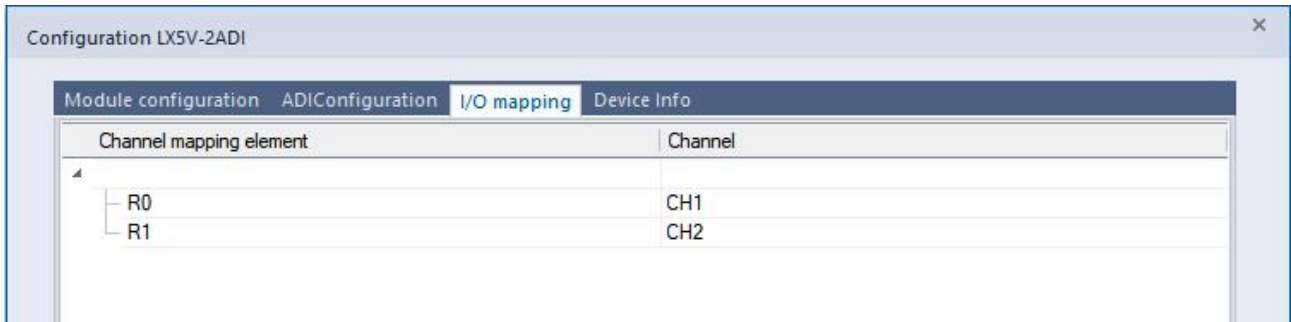 Configuration LX5V-2ADI
Module configuration ADIConfiguration I/O mapping Device Info
Channel mapping element Channel
R0 CH1
R1 CH2